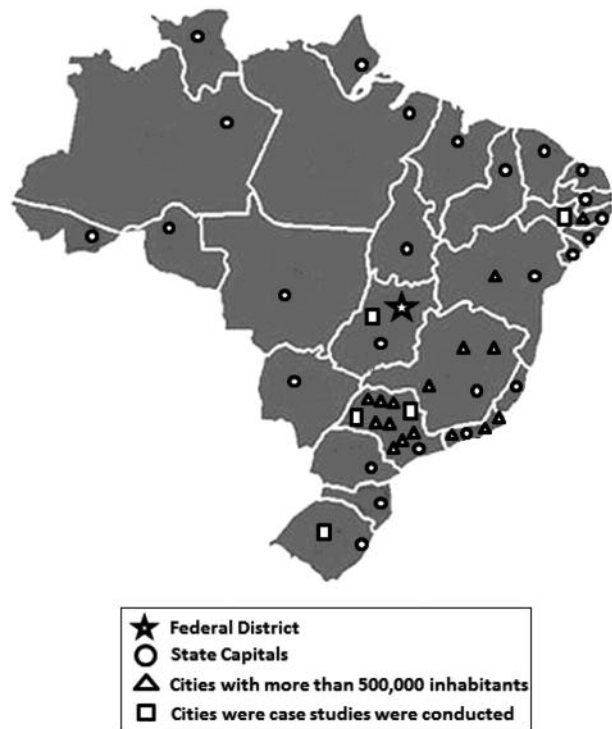 Federal District
State Capitals
Cities with more than 500,000 inhabitants
Cities were case studies were conducted